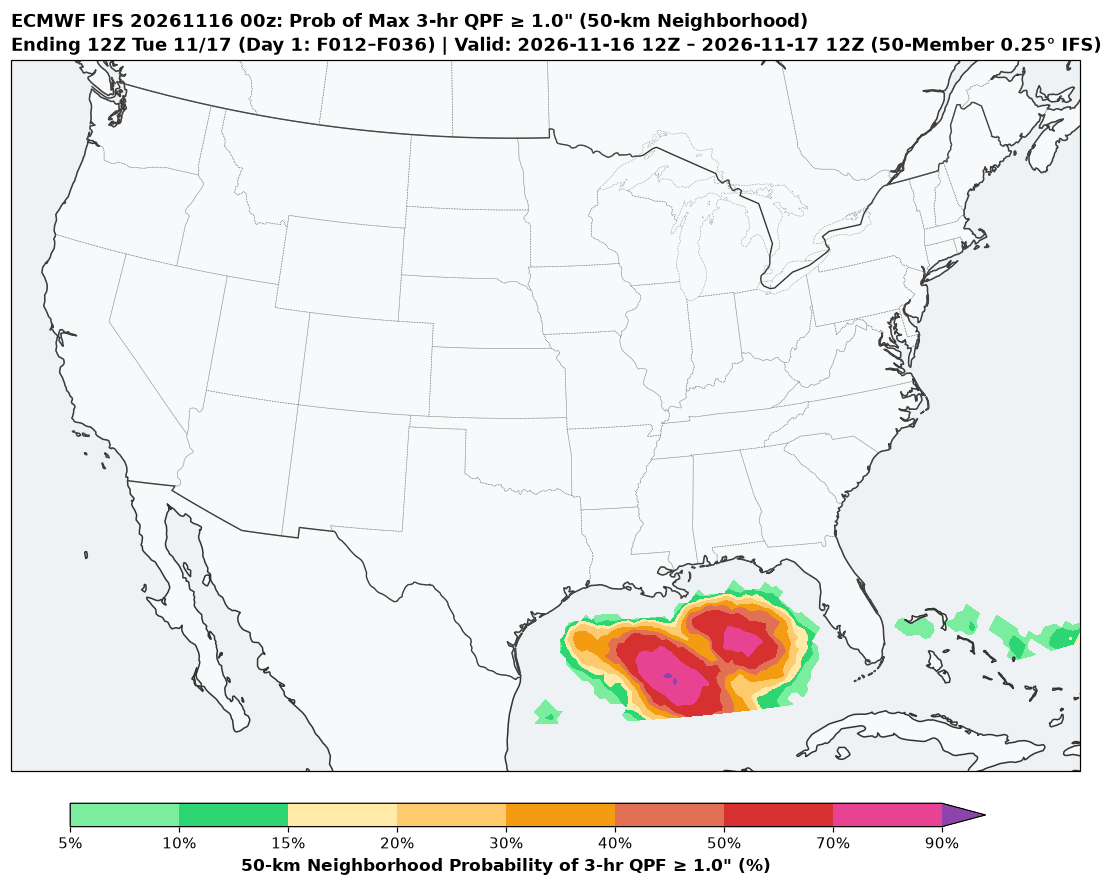 ECMWF IFS 20261116 00z: Prob of Max 3-hr QPF ≥ 1.0" (50-km Neighborhood)
Ending 12Z Tue 11/17 (Day 1: F012–F036) | Valid: 2026-11-16 12Z – 2026-11-17 12Z (50-Member 0.25° IFS)
5% 10% 15% 20% 30% 40% 50% 70% 90%
50-km Neighborhood Probability of 3-hr QPF ≥ 1.0" (%)